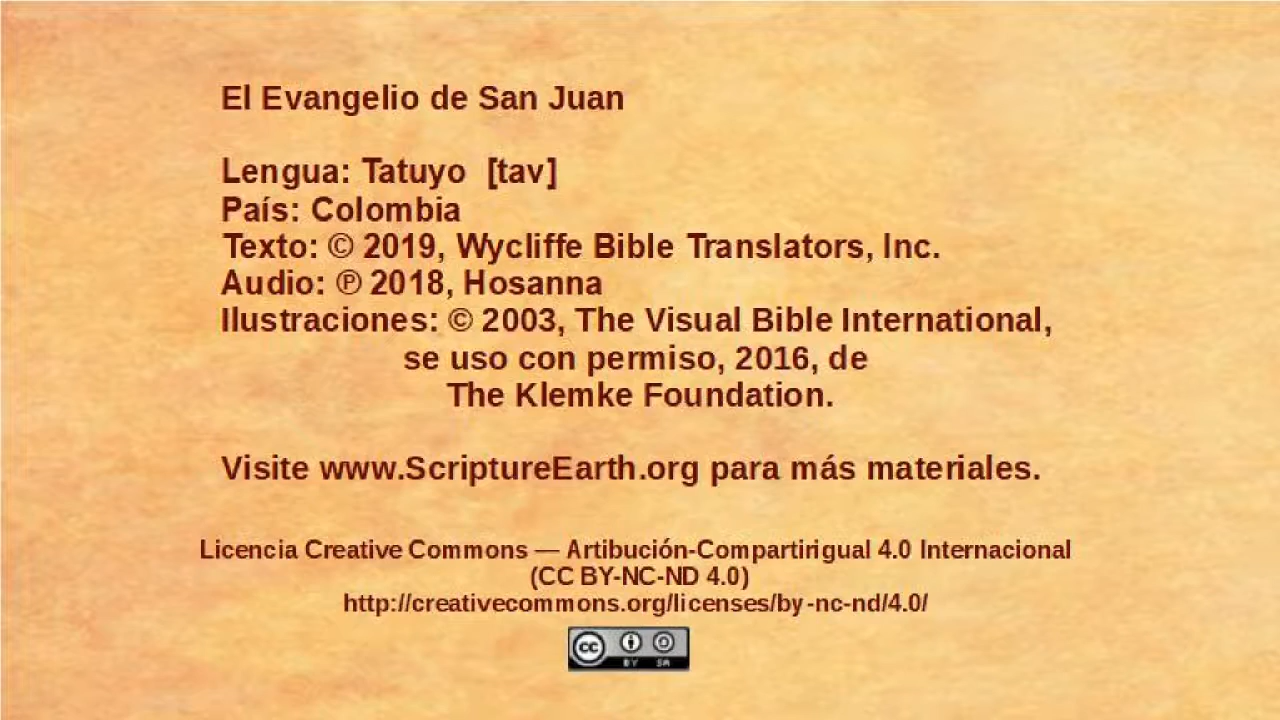 El Evangelio de San Juan
Lengua: Tatuyo [tav]
País: Colombia
Texto: © 2019, Wycliffe Bible Translators, Inc.
Audio: ℗ 2018, Hosanna
Ilustraciones: © 2003, The Visual Bible International,
se uso con permiso, 2016, de
The Klemke Foundation.
Visite www.ScriptureEarth.org para más materiales.
Licencia Creative Commons — Artibución-Compartirigual 4.0 Internacional
(CC BY-NC-ND 4.0)
http://creativecommons.org/licenses/by-nc-nd/4.0/
cc BY SA